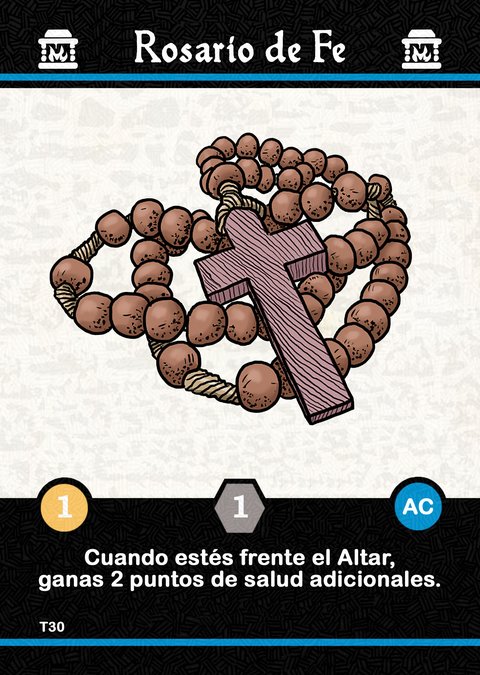 M Rosario de Fe M
1 1 AC
Cuando estés frente el Altar,
ganas 2 puntos de salud adicionales.
T30